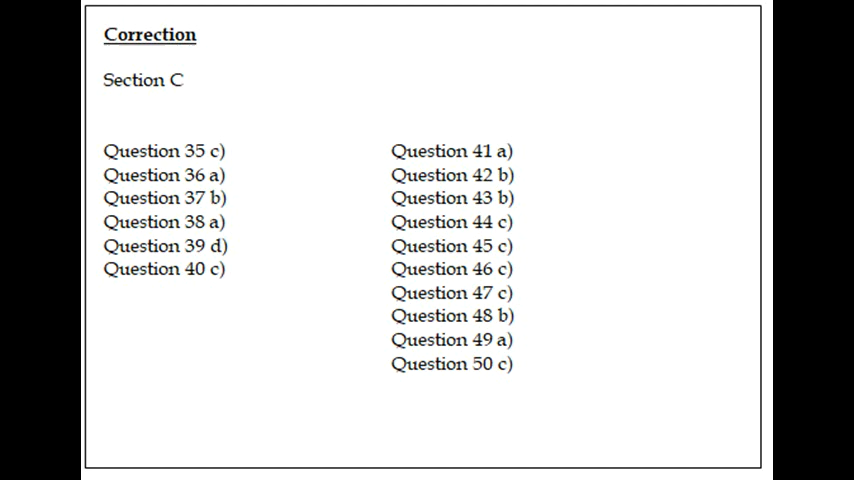 Correction
Section C
Question 35 c)
Question 36 a)
Question 37 b)
Question 38 a)
Question 39 d)
Question 40 c)
Question 41 a)
Question 42 b)
Question 43 b)
Question 44 c)
Question 45 c)
Question 46 c)
Question 47 c)
Question 48 b)
Question 49 a)
Question 50 c)